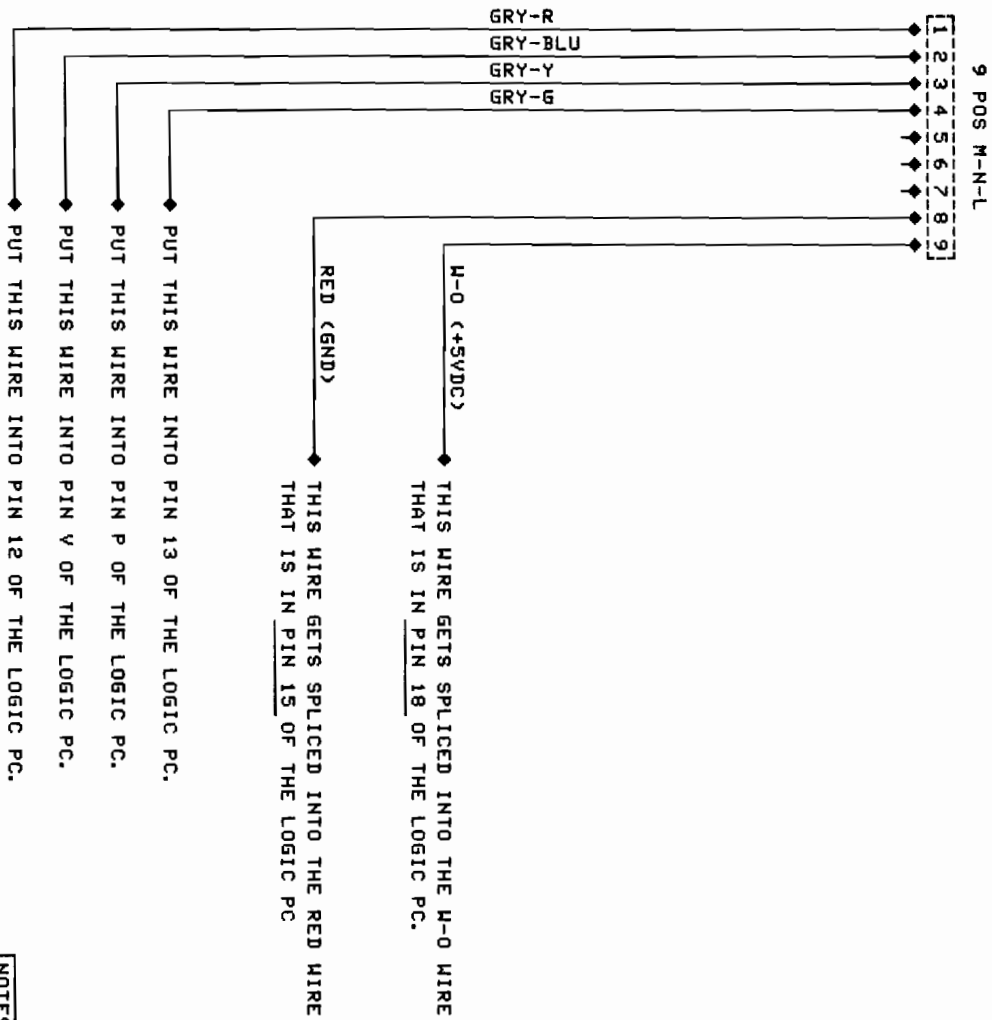 9 POS M-N-L
1
2
3
4
5
6
7
8
9
GRY-R
GRY-BLU
GRY-Y
GRY-G
W-O (+5VDC)
RED (GND)
THIS WIRE GETS SPLICED INTO THE W-O WIRE
THAT IS IN PIN 18 OF THE LOGIC PC.
THIS WIRE GETS SPLICED INTO THE RED WIRE
THAT IS IN PIN 15 OF THE LOGIC PC
PUT THIS WIRE INTO PIN 13 OF THE LOGIC PC.
PUT THIS WIRE INTO PIN P OF THE LOGIC PC.
PUT THIS WIRE INTO PIN V OF THE LOGIC PC.
PUT THIS WIRE INTO PIN 12 OF THE LOGIC PC.